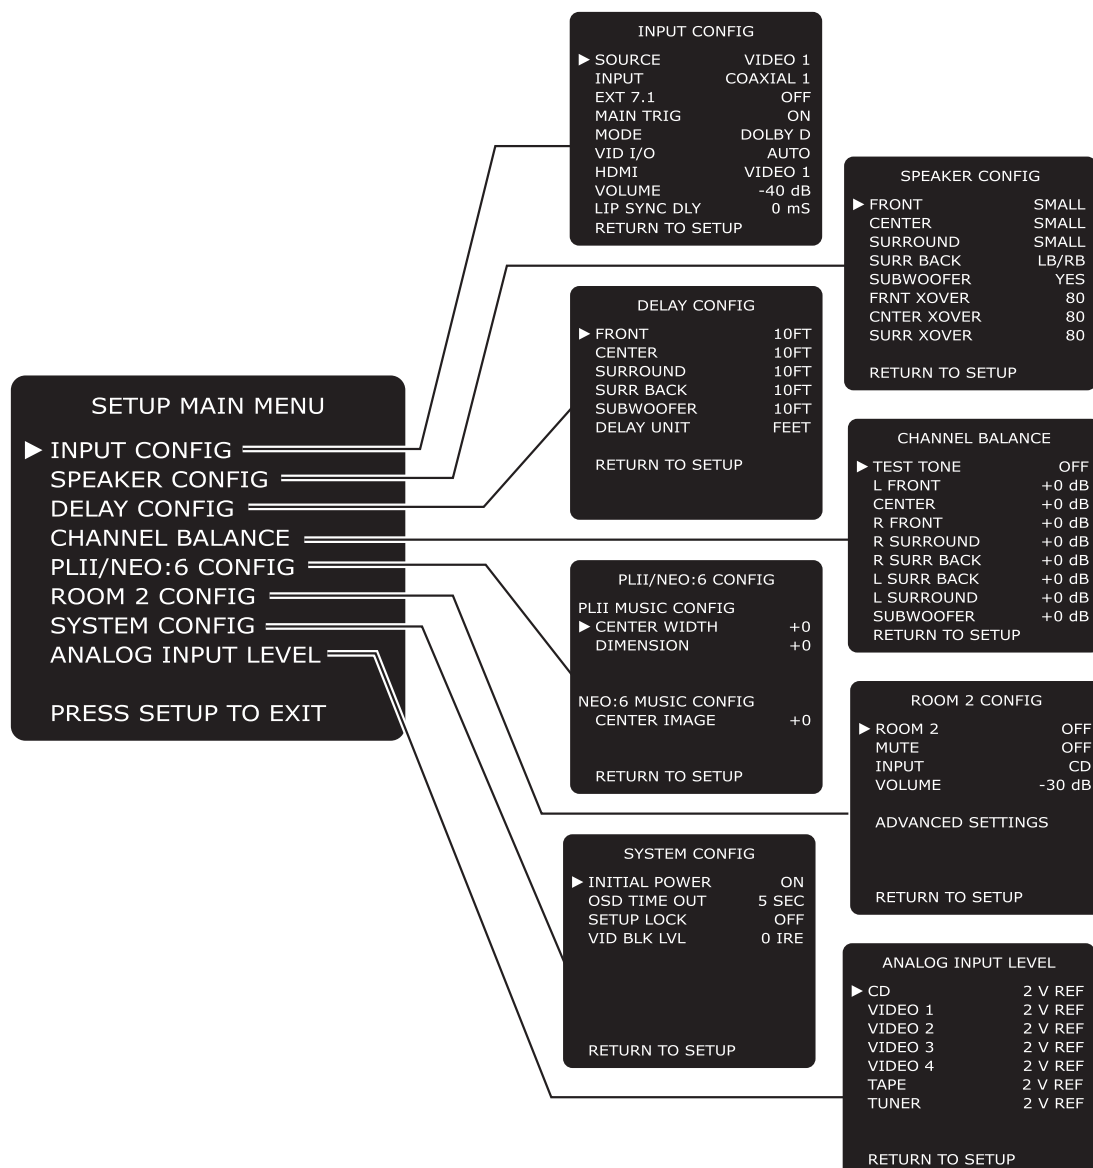 SETUP MAIN MENU
▶ INPUT CONFIG
SPEAKER CONFIG
DELAY CONFIG
CHANNEL BALANCE
PLII/NEO:6 CONFIG
ROOM 2 CONFIG
SYSTEM CONFIG
ANALOG INPUT LEVEL
PRESS SETUP TO EXIT
INPUT CONFIG
▶ SOURCE VIDEO 1
INPUT COAXIAL 1
EXT 7.1 OFF
MAIN TRIG ON
MODE DOLBY D
VID I/O AUTO
HDMI VIDEO 1
VOLUME -40 dB
LIP SYNC DLY 0 mS
RETURN TO SETUP
SPEAKER CONFIG
▶ FRONT SMALL
CENTER SMALL
SURROUND SMALL
SURR BACK LB/RB
SUBWOOFER YES
FRNT XOVER 80
CNTER XOVER 80
SURR XOVER 80
RETURN TO SETUP
DELAY CONFIG
▶ FRONT 10FT
CENTER 10FT
SURROUND 10FT
SURR BACK 10FT
SUBWOOFER 10FT
DELAY UNIT FEET
RETURN TO SETUP
CHANNEL BALANCE
▶ TEST TONE OFF
L FRONT +0 dB
CENTER +0 dB
R FRONT +0 dB
R SURROUND +0 dB
R SURR BACK +0 dB
L SURR BACK +0 dB
L SURROUND +0 dB
SUBWOOFER +0 dB
RETURN TO SETUP
PLII/NEO:6 CONFIG
PLII MUSIC CONFIG
▶ CENTER WIDTH +0
DIMENSION +0
NEO:6 MUSIC CONFIG
CENTER IMAGE +0
RETURN TO SETUP
ROOM 2 CONFIG
▶ ROOM 2 OFF
MUTE OFF
INPUT CD
VOLUME -30 dB
ADVANCED SETTINGS
RETURN TO SETUP
SYSTEM CONFIG
▶ INITIAL POWER ON
OSD TIME OUT 5 SEC
SETUP LOCK OFF
VID BLK LVL 0 IRE
RETURN TO SETUP
ANALOG INPUT LEVEL
▶ CD 2 V REF
VIDEO 1 2 V REF
VIDEO 2 2 V REF
VIDEO 3 2 V REF
VIDEO 4 2 V REF
TAPE 2 V REF
TUNER 2 V REF
RETURN TO SETUP